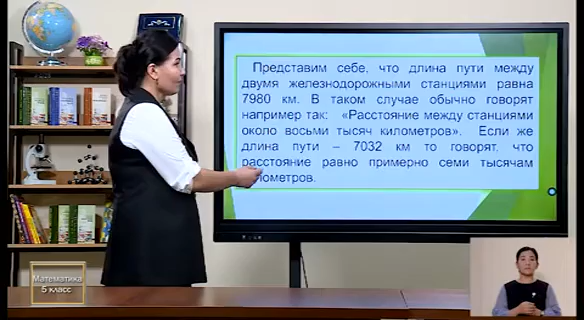 Представим себе, что длина пути между
двумя железнодорожными станциями равна
7980 км. В таком случае обычно говорят
например так: «Расстояние между станциями
около восьми тысяч километров». Если же
длина пути – 7032 км то говорят, что
расстояние равно примерно семи тысячам
километров.
Математика
5 класс